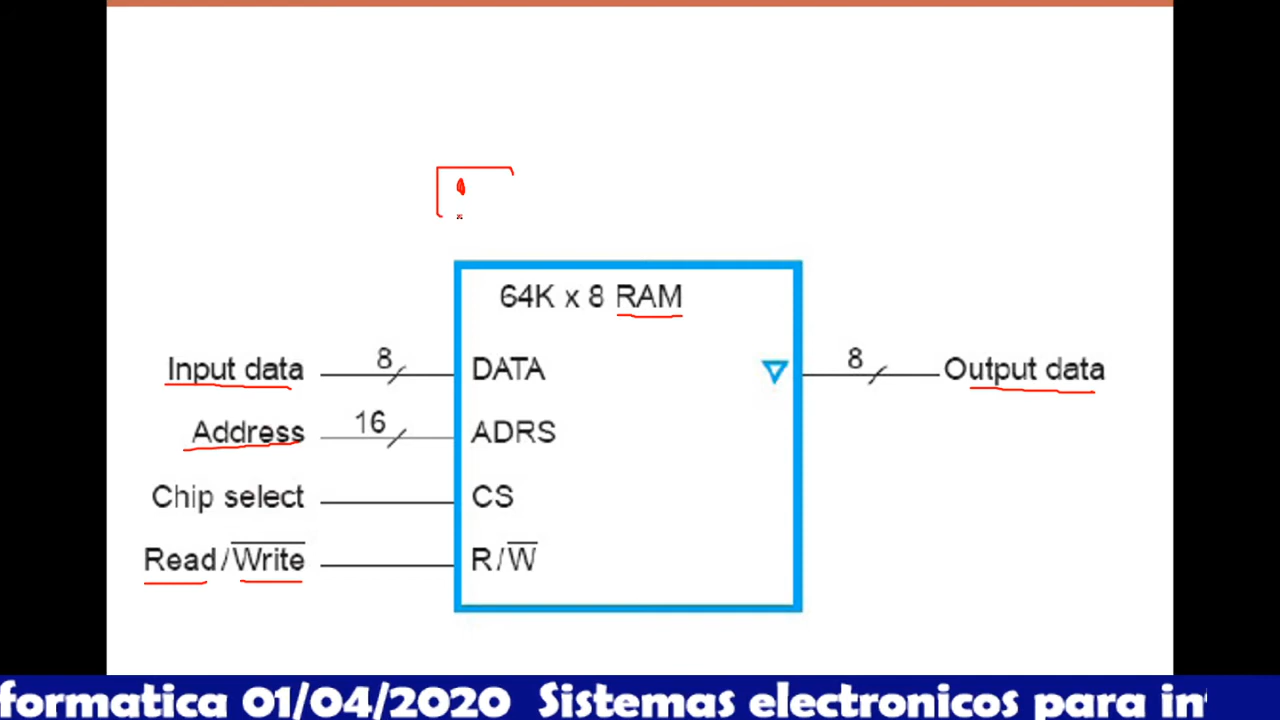 64K x 8 RAM
Input data 8 DATA 8 Output data
Address 16 ADRS
Chip select CS
Read/Write R/W
formatica 01/04/2020 Sistemas electronicos para in